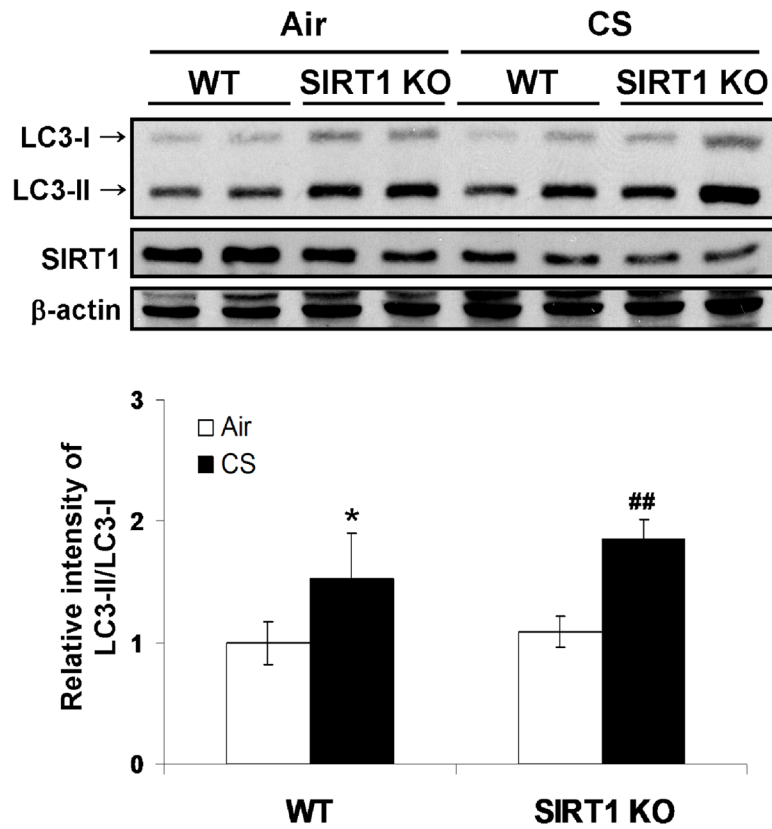 Air CS
WT SIRT1 KO WT SIRT1 KO
LC3-I →
LC3-II →
SIRT1
β-actin
3
2
1
0
Relative intensity of
LC3-II/LC3-I
Air
CS
*
##
WT SIRT1 KO